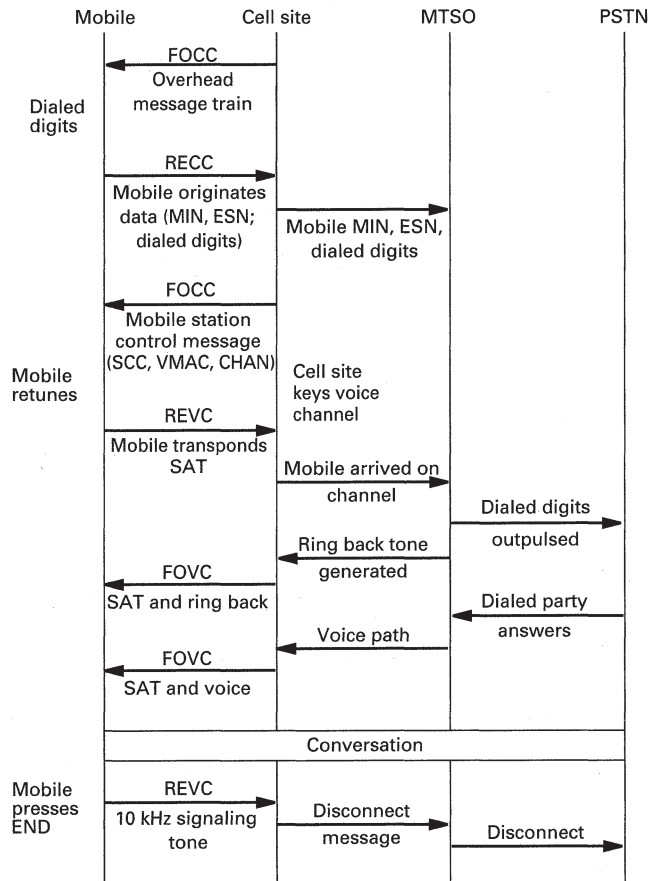 Mobile
Cell site
MTSO
PSTN
FOCC
Overhead
message train
Dialed
digits
RECC
Mobile originates
data (MIN, ESN;
dialed digits)
Mobile MIN, ESN,
dialed digits
FOCC
Mobile station
control message
(SCC, VMAC, CHAN)
Mobile
retunes
Cell site
keys voice
channel
REVC
Mobile transponds
SAT
Mobile arrived on
channel
Dialed digits
outpulsed
Ring back tone
generated
FOVC
SAT and ring back
Dialed party
answers
Voice path
FOVC
SAT and voice
Conversation
Mobile
presses
END
REVC
10 kHz signaling
tone
Disconnect
message
Disconnect